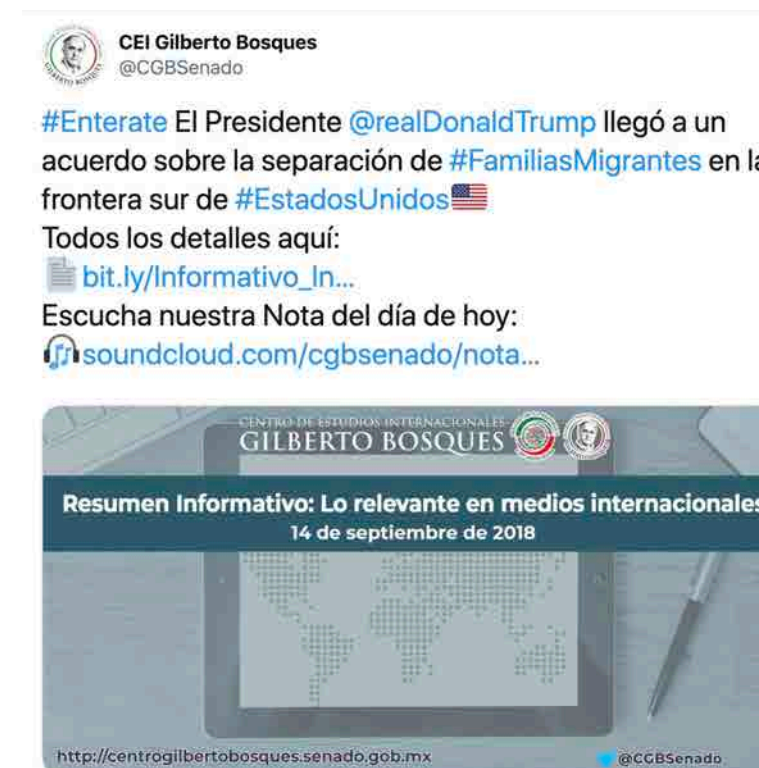 CEI Gilberto Bosques
@CGBSenado
#Enterate El Presidente @realDonaldTrump llegó a un
acuerdo sobre la separación de #FamiliasMigrantes en la
frontera sur de #EstadosUnidos🇺🇸
Todos los detalles aquí:
📄bit.ly/Informativo_In...
Escucha nuestra Nota del día de hoy:
🎧soundcloud.com/cgbsenado/nota...
CENTRO DE ESTUDIOS INTERNACIONALES
GILBERTO BOSQUES
Resumen Informativo: Lo relevante en medios internacionales
14 de septiembre de 2018
http://centrogilbertobosques.senado.gob.mx
@CGBSenado